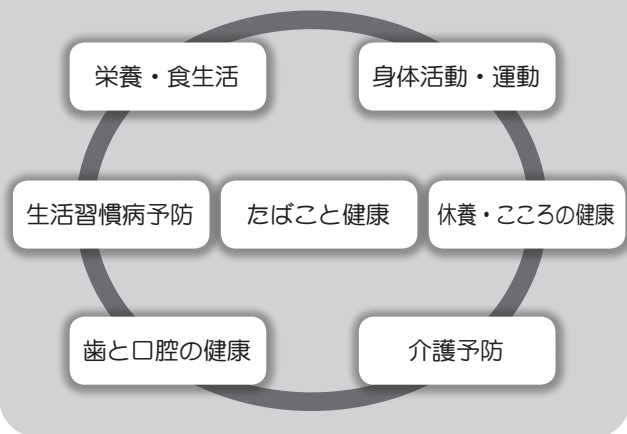 栄養・食生活
身体活動・運動
生活習慣病予防
たばこと健康
休養・こころの健康
歯と口腔の健康
介護予防